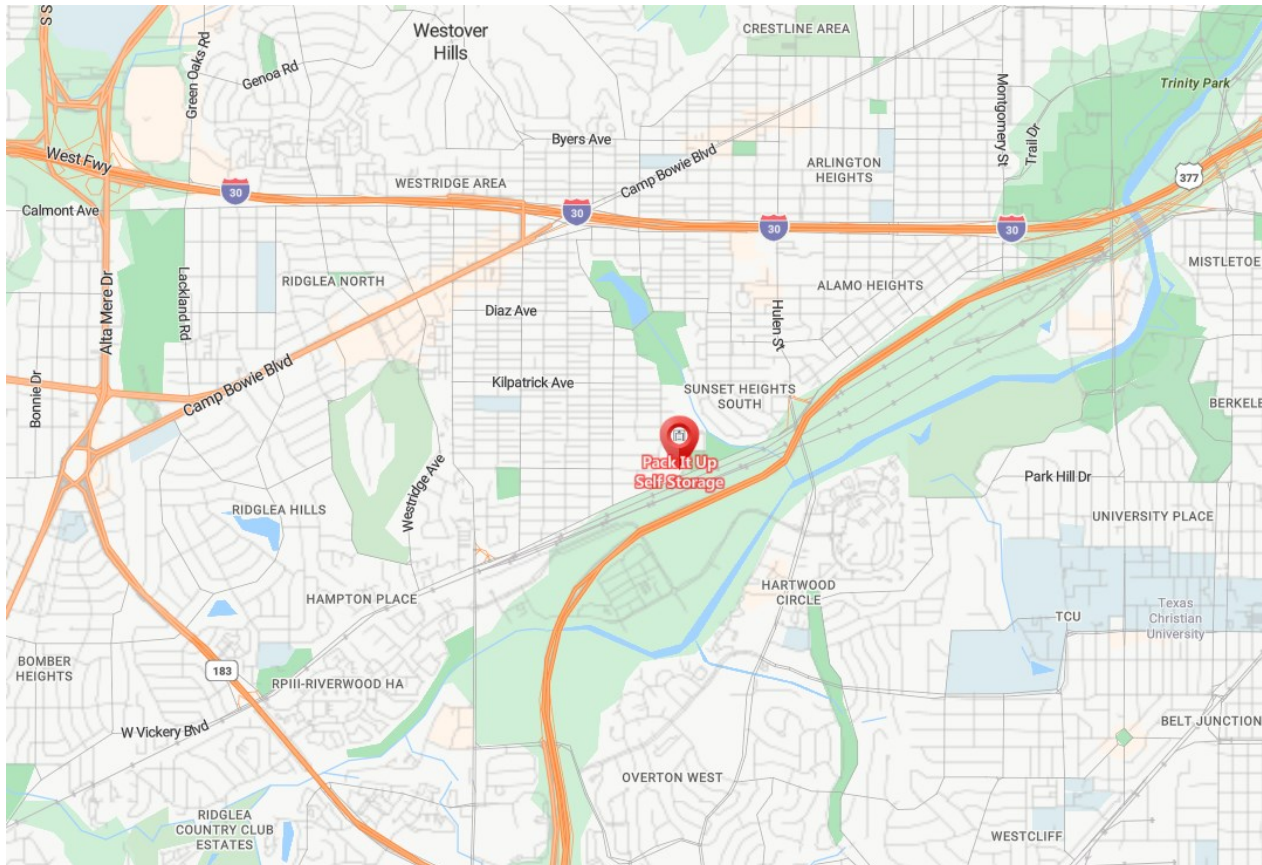 S S
Green Oaks Rd
Genoa Rd
Westover
Hills
CRESTLINE AREA
Montgomery St
Trail Dr
Trinity Park
West Fwy
Byers Ave
Camp Bowie Blvd
ARLINGTON
HEIGHTS
377
30
WESTRIDGE AREA
30
30
30
Calmont Ave
MISTLETOE
Alta Mere Dr
Lackland Rd
RIDGLEA NORTH
Diaz Ave
Hulen St
ALAMO HEIGHTS
Bonnie Dr
Camp Bowie Blvd
Kilpatrick Ave
SUNSET HEIGHTS
SOUTH
BERKELE
Pack It Up
Self Storage
Park Hill Dr
Westridge Ave
RIDGLEA HILLS
UNIVERSITY PLACE
HAMPTON PLACE
HARTWOOD
CIRCLE
TCU
Texas
Christian
University
BOMBER
HEIGHTS
183
RPIII-RIVERWOOD HA
W Vickery Blvd
BELT JUNCTION
OVERTON WEST
RIDGLEA
COUNTRY CLUB
ESTATES
WESTCLIFF